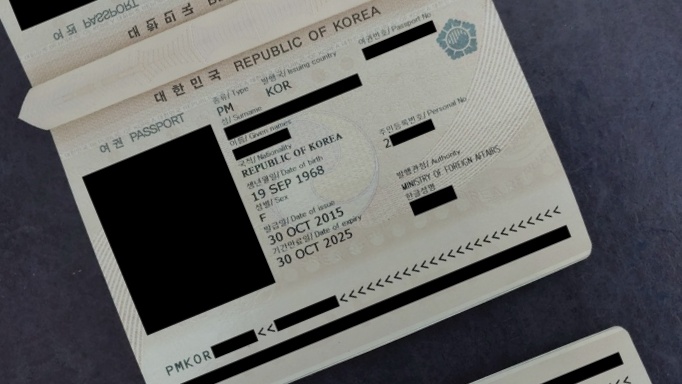 여권 PASSPORT
대한민국
대한민국 REPUBLIC OF KOREA
여권 PASSPORT
종류/ Type 발행국/ Issuing country 여권번호/ Passport No
PM KOR
성/ Surname
이름/ Given names
국적/ Nationality 주민등록번호/ Personal No
REPUBLIC OF KOREA 2
생년월일/ Date of birth
19 SEP 1968
성별/ Sex 발행관청/ Authority
F MINISTRY OF FOREIGN AFFAIRS
발급일/ Date of issue 한글성명
30 OCT 2015
기간만료일/ Date of expiry
30 OCT 2025
PMKOR <<